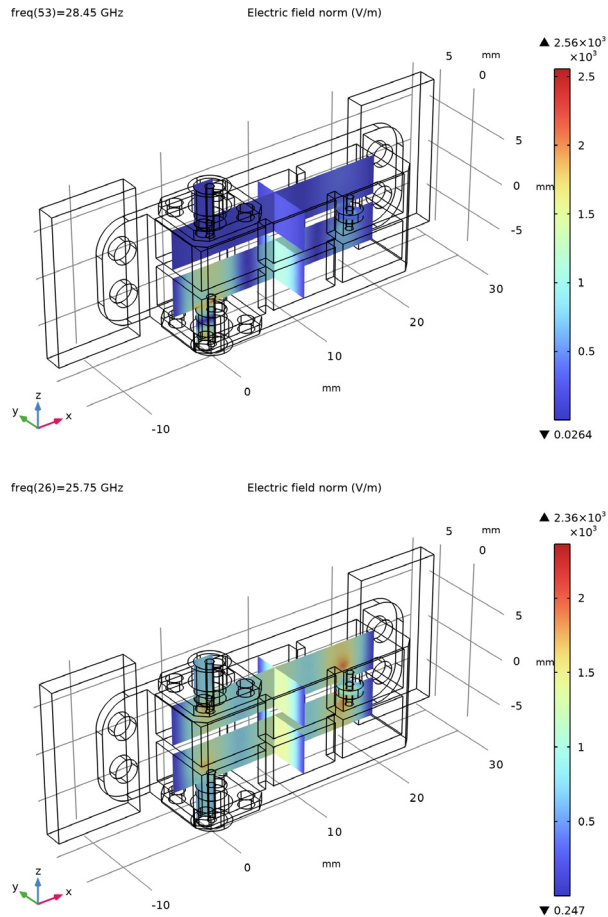 freq(53)=28.45 GHz Electric field norm (V/m)
▲ 2.56×10³
×10³
5 mm
0
2.5
5
2
0 mm
1.5
-5
30
1
20
10
0.5
mm
0
z
y x
-10
▼ 0.0264
freq(26)=25.75 GHz Electric field norm (V/m)
▲ 2.36×10³
×10³
5 mm
0
5
2
0 mm
1.5
-5
30
1
20
10
0.5
mm
0
z
y x
-10
▼ 0.247